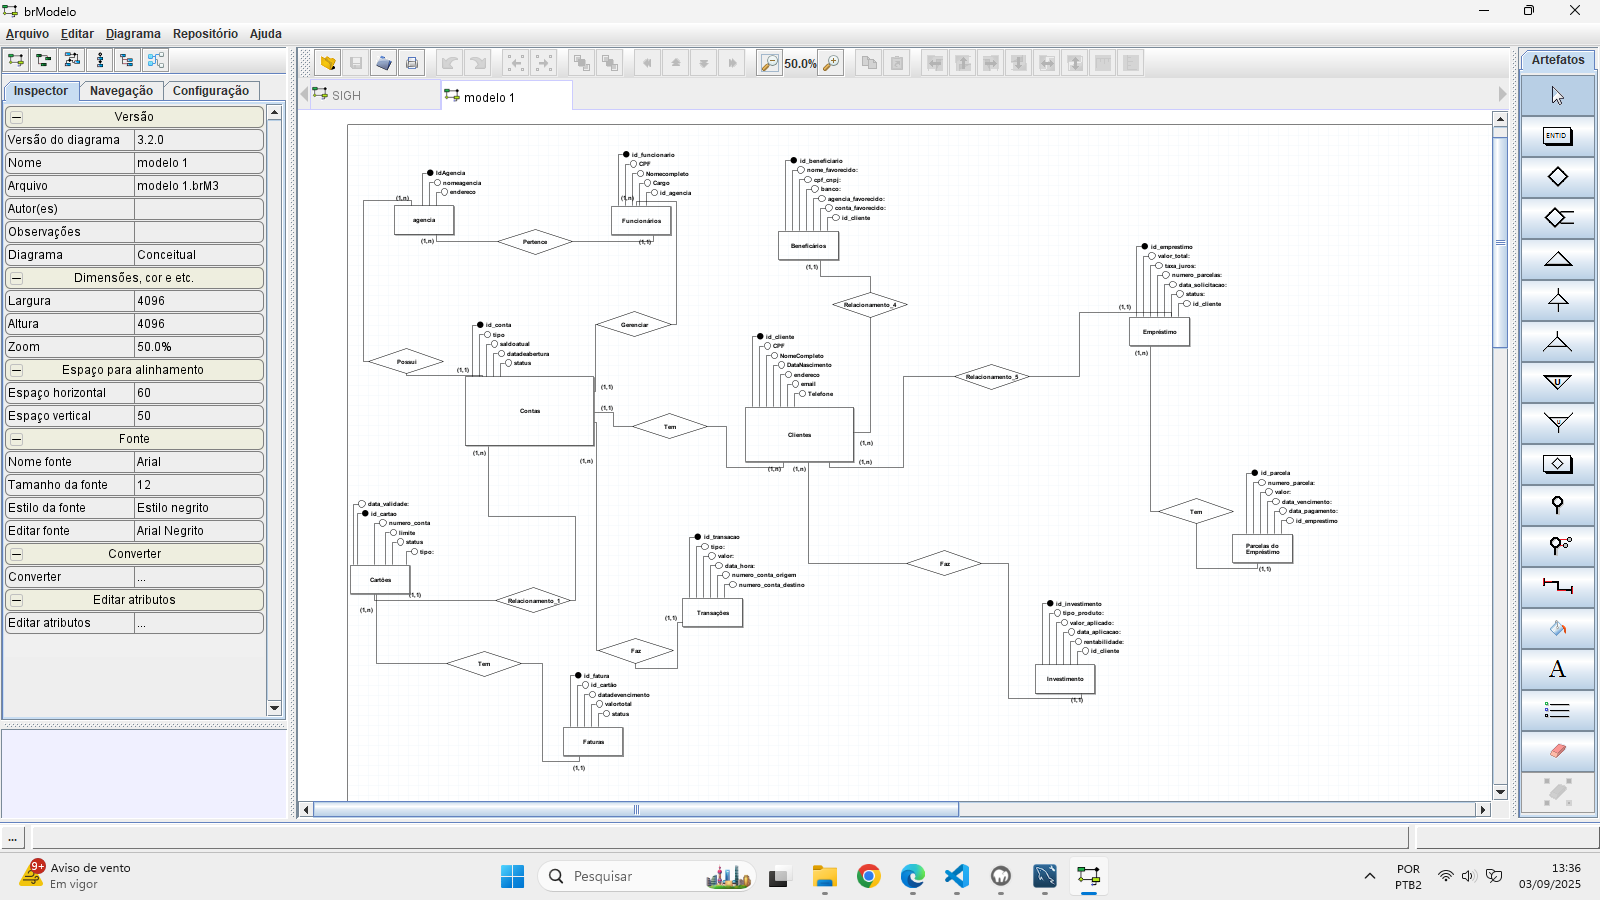 brModelo
Arquivo Editar Diagrama Repositório Ajuda
50.0%
Inspector Navegação Configuração
SIGH
modelo 1
Artefatos
Versão
Versão do diagrama 3.2.0
Nome modelo 1
Arquivo modelo 1.brM3
Autor(es)
Observações
Diagrama Conceitual
Dimensões, cor e etc.
Largura 4096
Altura 4096
Zoom 50.0%
Espaço para alinhamento
Espaço horizontal 60
Espaço vertical 50
Fonte
Nome fonte Arial
Tamanho da fonte 12
Estilo da fonte Estilo negrito
Editar fonte Arial Negrito
Converter
Converter ...
Editar atributos
Editar atributos ...
IdAgencia
nomeagencia
endereco
(1,n)
agencia
(1,n)
Pertence
id_funcionario
CPF
Nomecompleto
Cargo
id_agencia
(1,n)
Funcionários
(1,1)
Gerenciar
id_beneficiario
nome_favorecido:
cpf_cnpj:
banco:
agencia_favorecido:
conta_favorecido:
id_cliente
Beneficiários
(1,1)
Relacionamento_4
id_emprestimo
valor_total:
taxa_juros:
numero_parcelas:
data_solicitacao:
status:
id_cliente
(1,1)
Empréstimo
(1,n)
Possui
id_conta
tipo
saldoatual
datadeabertura
status
(1,1)
Contas
(1,1)
(1,1)
(1,n)
(1,n)
Tem
id_cliente
CPF
NomeCompleto
DataNascimento
endereco
email
Telefone
Clientes
(1,n)
(1,n)
(1,n)
(1,n)
Relacionamento_5
Tem
id_parcela
numero_parcela:
valor:
data_vencimento:
data_pagamento:
id_emprestimo
Parcelas do
Empréstimo
(1,1)
data_validade:
id_cartao
numero_conta
limite
status
tipo:
Cartões
(1,1)
(1,n)
Relacionamento_1
id_transacao
tipo:
valor:
data_hora:
numero_conta_origem
numero_conta_destino
Transações
(1,1)
Faz
Faz
id_investimento
tipo_produto:
valor_aplicado:
data_aplicacao:
rentabilidade:
id_cliente
Investimento
(1,1)
Tem
id_fatura
id_cartão
datadevencimento
valortotal
status
Faturas
(1,1)
ENTID
U
U
A
...
9+
Aviso de vento
Em vigor
Pesquisar
POR
PTB2
13:36
03/09/2025